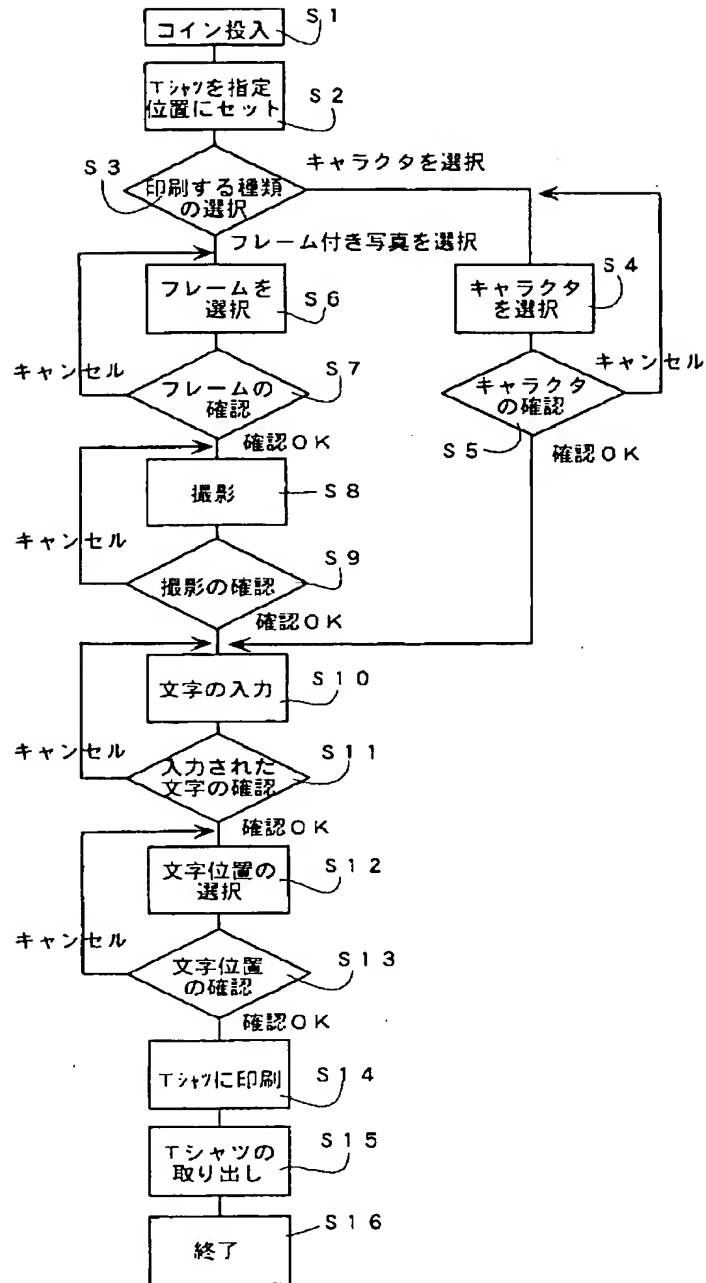 コイン投入
S1
Tシャツを指定
位置にセット
S2
キャラクタを選択
S3
印刷する種類
の選択
フレーム付き写真を選択
S4
フレームを
選択
S6
キャラクタ
を選択
キャンセル
S7
キャンセル
フレームの
確認
キャラクタ
の確認
S5
確認OK
確認OK
撮影
S8
キャンセル
S9
撮影の確認
確認OK
文字の入力
S10
キャンセル
S11
入力された
文字の確認
確認OK
文字位置の
選択
S12
キャンセル
S13
文字位置
の確認
確認OK
Tシャツに印刷
S14
Tシャツの
取り出し
S15
終了
S16